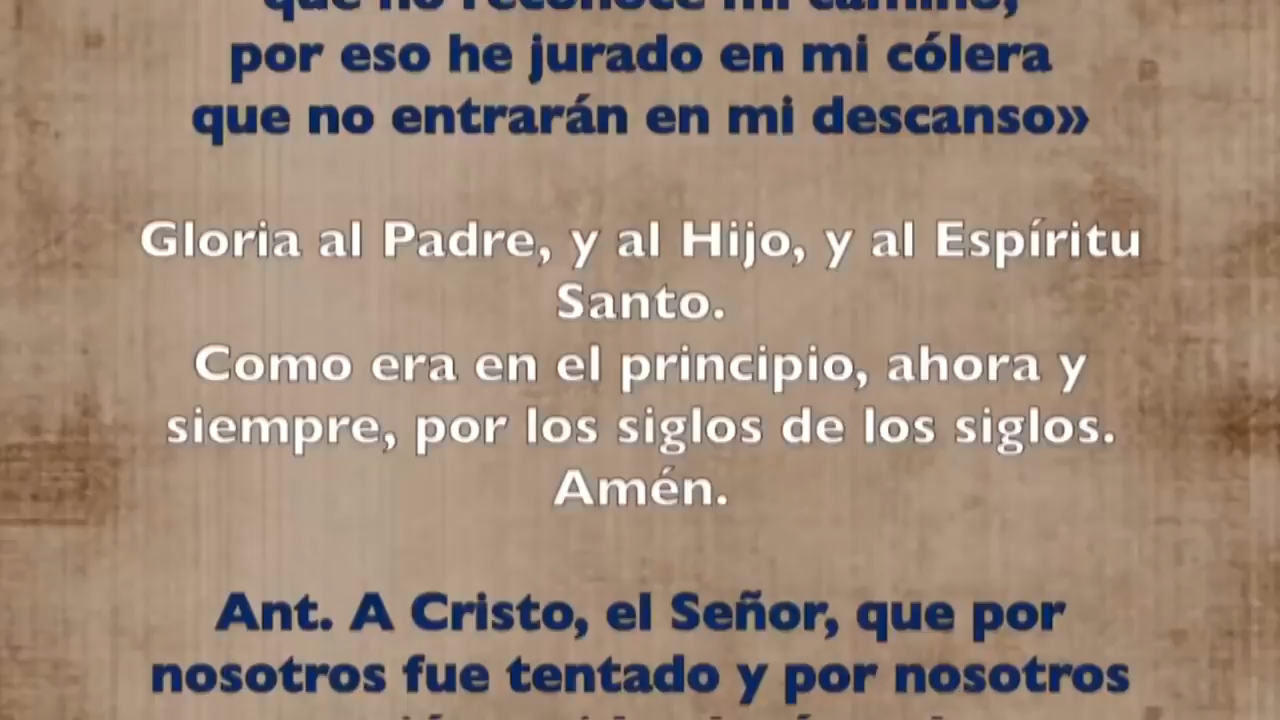 que no reconoce mi camino,
por eso he jurado en mi cólera
que no entrarán en mi descanso»
Gloria al Padre, y al Hijo, y al Espíritu
Santo.
Como era en el principio, ahora y
siempre, por los siglos de los siglos.
Amén.
Ant. A Cristo, el Señor, que por
nosotros fue tentado y por nosotros